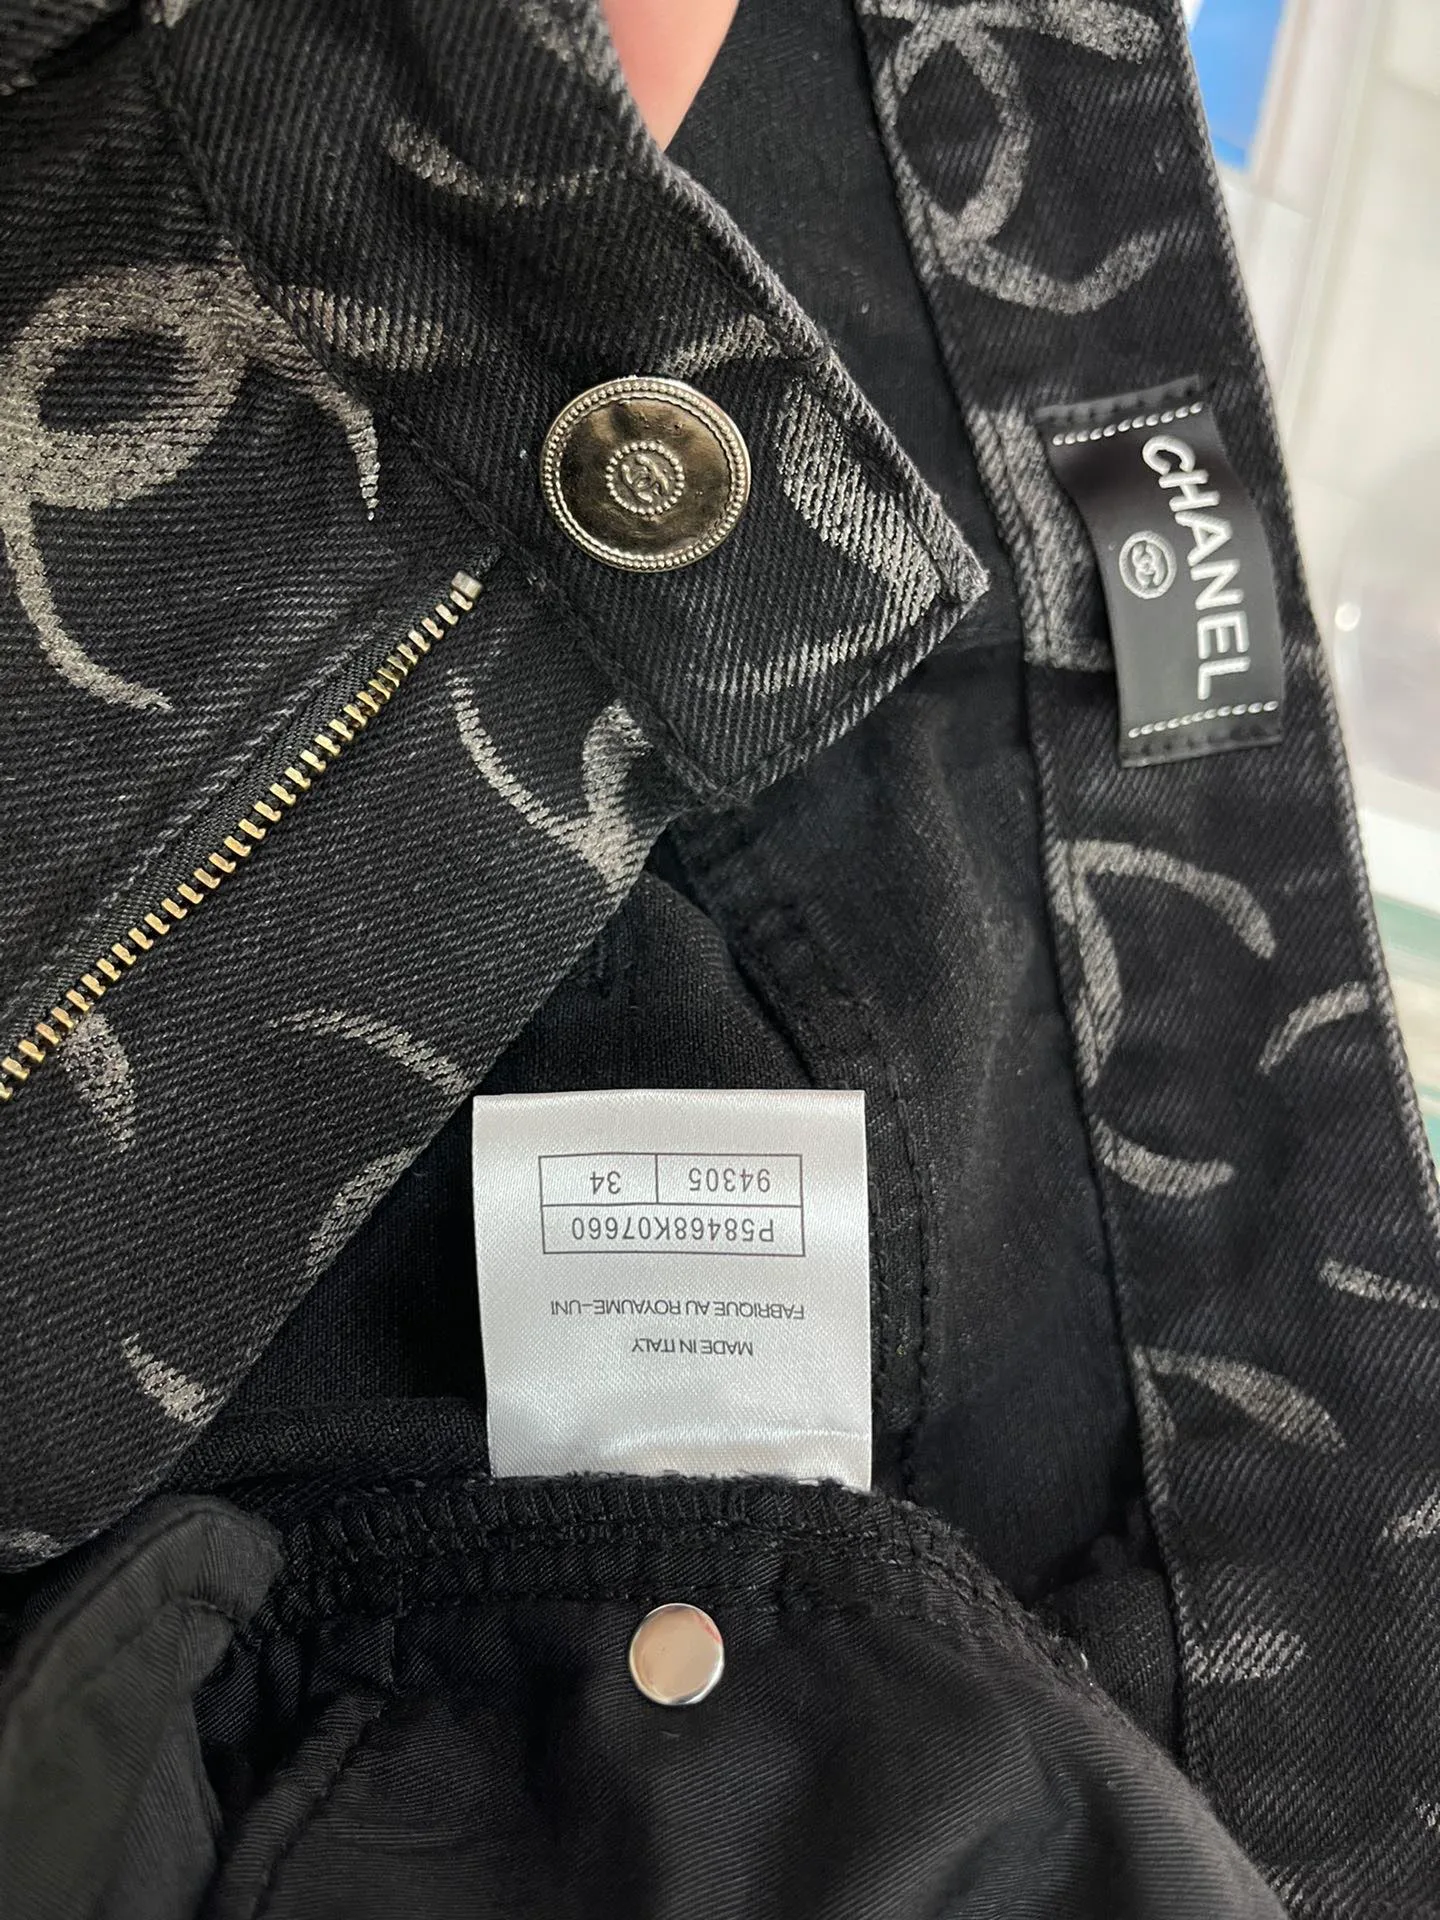 CHANEL
MADE IN ITALY
FABRIQUE AU ROYAUME-UNI
P58468K07660
94305 34